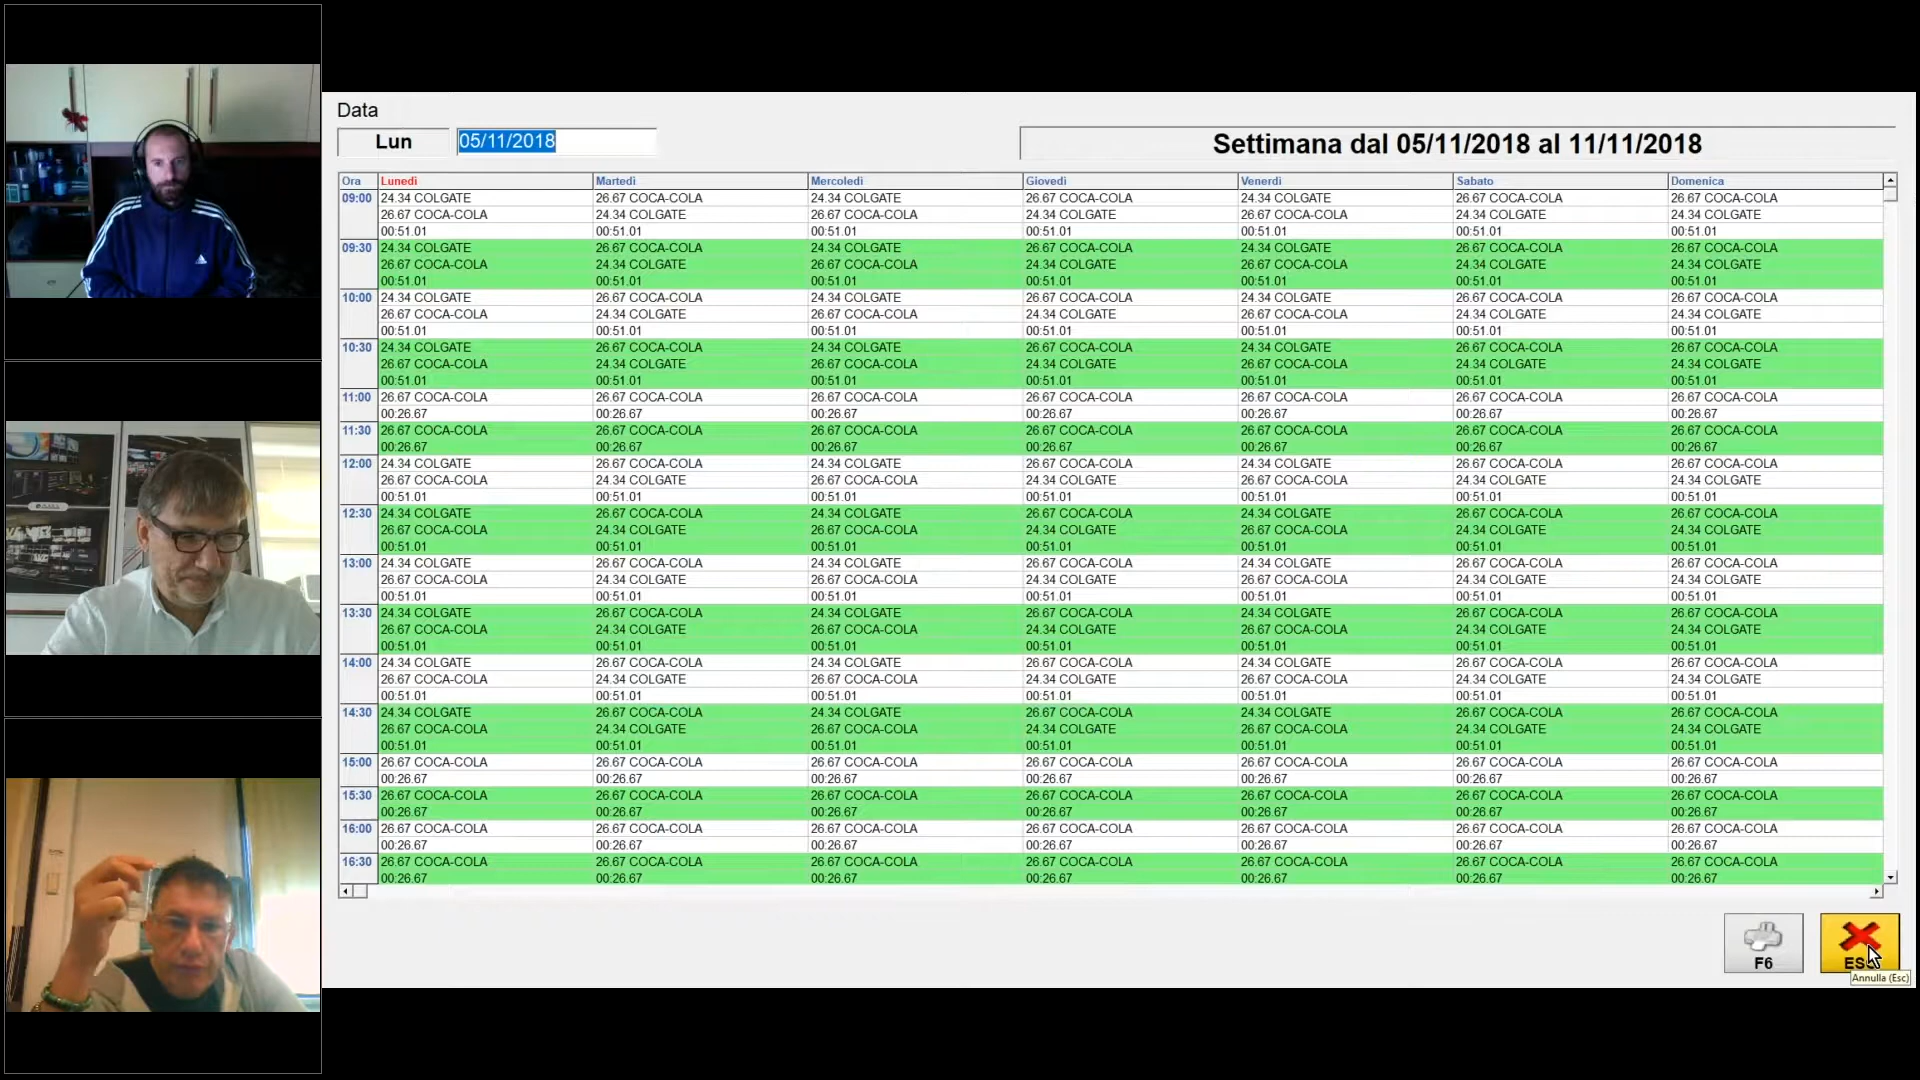 Data
Lun 05/11/2018 Settimana dal 05/11/2018 al 11/11/2018
Ora Lunedì Martedì Mercoledì Giovedì Venerdì Sabato Domenica
09:00 24.34 COLGATE 26.67 COCA-COLA 24.34 COLGATE 26.67 COCA-COLA 24.34 COLGATE 26.67 COCA-COLA 26.67 COCA-COLA
26.67 COCA-COLA 24.34 COLGATE 26.67 COCA-COLA 24.34 COLGATE 26.67 COCA-COLA 24.34 COLGATE 24.34 COLGATE
00:51.01 00:51.01 00:51.01 00:51.01 00:51.01 00:51.01 00:51.01
09:30 24.34 COLGATE 26.67 COCA-COLA 24.34 COLGATE 26.67 COCA-COLA 24.34 COLGATE 26.67 COCA-COLA 26.67 COCA-COLA
26.67 COCA-COLA 24.34 COLGATE 26.67 COCA-COLA 24.34 COLGATE 26.67 COCA-COLA 24.34 COLGATE 24.34 COLGATE
00:51.01 00:51.01 00:51.01 00:51.01 00:51.01 00:51.01 00:51.01
10:00 24.34 COLGATE 26.67 COCA-COLA 24.34 COLGATE 26.67 COCA-COLA 24.34 COLGATE 26.67 COCA-COLA 26.67 COCA-COLA
26.67 COCA-COLA 24.34 COLGATE 26.67 COCA-COLA 24.34 COLGATE 26.67 COCA-COLA 24.34 COLGATE 24.34 COLGATE
00:51.01 00:51.01 00:51.01 00:51.01 00:51.01 00:51.01 00:51.01
10:30 24.34 COLGATE 26.67 COCA-COLA 24.34 COLGATE 26.67 COCA-COLA 24.34 COLGATE 26.67 COCA-COLA 26.67 COCA-COLA
26.67 COCA-COLA 24.34 COLGATE 26.67 COCA-COLA 24.34 COLGATE 26.67 COCA-COLA 24.34 COLGATE 24.34 COLGATE
00:51.01 00:51.01 00:51.01 00:51.01 00:51.01 00:51.01 00:51.01
11:00 26.67 COCA-COLA 26.67 COCA-COLA 26.67 COCA-COLA 26.67 COCA-COLA 26.67 COCA-COLA 26.67 COCA-COLA 26.67 COCA-COLA
00:26.67 00:26.67 00:26.67 00:26.67 00:26.67 00:26.67 00:26.67
11:30 26.67 COCA-COLA 26.67 COCA-COLA 26.67 COCA-COLA 26.67 COCA-COLA 26.67 COCA-COLA 26.67 COCA-COLA 26.67 COCA-COLA
00:26.67 00:26.67 00:26.67 00:26.67 00:26.67 00:26.67 00:26.67
12:00 24.34 COLGATE 26.67 COCA-COLA 24.34 COLGATE 26.67 COCA-COLA 24.34 COLGATE 26.67 COCA-COLA 26.67 COCA-COLA
26.67 COCA-COLA 24.34 COLGATE 26.67 COCA-COLA 24.34 COLGATE 26.67 COCA-COLA 24.34 COLGATE 24.34 COLGATE
00:51.01 00:51.01 00:51.01 00:51.01 00:51.01 00:51.01 00:51.01
12:30 24.34 COLGATE 26.67 COCA-COLA 24.34 COLGATE 26.67 COCA-COLA 24.34 COLGATE 26.67 COCA-COLA 26.67 COCA-COLA
26.67 COCA-COLA 24.34 COLGATE 26.67 COCA-COLA 24.34 COLGATE 26.67 COCA-COLA 24.34 COLGATE 24.34 COLGATE
00:51.01 00:51.01 00:51.01 00:51.01 00:51.01 00:51.01 00:51.01
13:00 24.34 COLGATE 26.67 COCA-COLA 24.34 COLGATE 26.67 COCA-COLA 24.34 COLGATE 26.67 COCA-COLA 26.67 COCA-COLA
26.67 COCA-COLA 24.34 COLGATE 26.67 COCA-COLA 24.34 COLGATE 26.67 COCA-COLA 24.34 COLGATE 24.34 COLGATE
00:51.01 00:51.01 00:51.01 00:51.01 00:51.01 00:51.01 00:51.01
13:30 24.34 COLGATE 26.67 COCA-COLA 24.34 COLGATE 26.67 COCA-COLA 24.34 COLGATE 26.67 COCA-COLA 26.67 COCA-COLA
26.67 COCA-COLA 24.34 COLGATE 26.67 COCA-COLA 24.34 COLGATE 26.67 COCA-COLA 24.34 COLGATE 24.34 COLGATE
00:51.01 00:51.01 00:51.01 00:51.01 00:51.01 00:51.01 00:51.01
14:00 24.34 COLGATE 26.67 COCA-COLA 24.34 COLGATE 26.67 COCA-COLA 24.34 COLGATE 26.67 COCA-COLA 26.67 COCA-COLA
26.67 COCA-COLA 24.34 COLGATE 26.67 COCA-COLA 24.34 COLGATE 26.67 COCA-COLA 24.34 COLGATE 24.34 COLGATE
00:51.01 00:51.01 00:51.01 00:51.01 00:51.01 00:51.01 00:51.01
14:30 24.34 COLGATE 26.67 COCA-COLA 24.34 COLGATE 26.67 COCA-COLA 24.34 COLGATE 26.67 COCA-COLA 26.67 COCA-COLA
26.67 COCA-COLA 24.34 COLGATE 26.67 COCA-COLA 24.34 COLGATE 26.67 COCA-COLA 24.34 COLGATE 24.34 COLGATE
00:51.01 00:51.01 00:51.01 00:51.01 00:51.01 00:51.01 00:51.01
15:00 26.67 COCA-COLA 26.67 COCA-COLA 26.67 COCA-COLA 26.67 COCA-COLA 26.67 COCA-COLA 26.67 COCA-COLA 26.67 COCA-COLA
00:26.67 00:26.67 00:26.67 00:26.67 00:26.67 00:26.67 00:26.67
15:30 26.67 COCA-COLA 26.67 COCA-COLA 26.67 COCA-COLA 26.67 COCA-COLA 26.67 COCA-COLA 26.67 COCA-COLA 26.67 COCA-COLA
00:26.67 00:26.67 00:26.67 00:26.67 00:26.67 00:26.67 00:26.67
16:00 26.67 COCA-COLA 26.67 COCA-COLA 26.67 COCA-COLA 26.67 COCA-COLA 26.67 COCA-COLA 26.67 COCA-COLA 26.67 COCA-COLA
00:26.67 00:26.67 00:26.67 00:26.67 00:26.67 00:26.67 00:26.67
16:30 26.67 COCA-COLA 26.67 COCA-COLA 26.67 COCA-COLA 26.67 COCA-COLA 26.67 COCA-COLA 26.67 COCA-COLA 26.67 COCA-COLA
00:26.67 00:26.67 00:26.67 00:26.67 00:26.67 00:26.67 00:26.67
F6
Annulla (Esc)